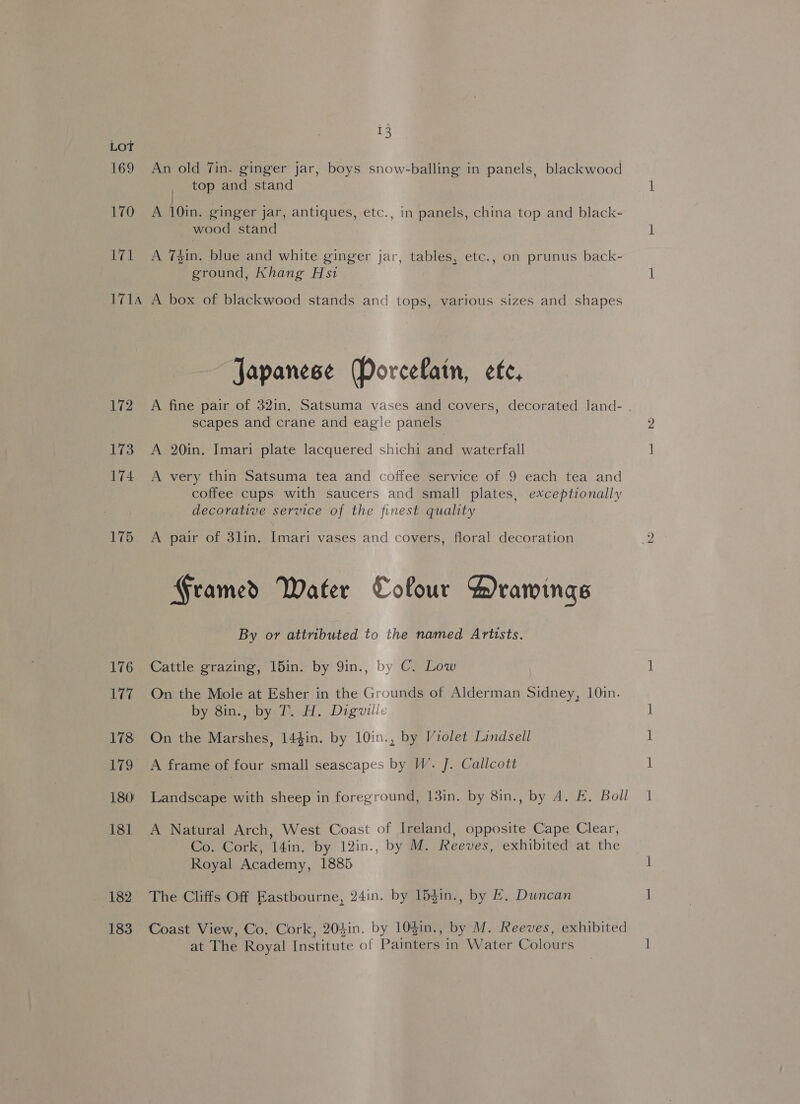 13
LOT
169 An old 7in. ginger jar, boys snow-balling in panels, blackwood
top and stand 1
170 A 10in. ginger jar, antiques, etc., in panels, china top and black-
wood stand 1
171 A 7½in. blue and white ginger jar, tables, etc., on prunus back-
ground, Khang Hsi 1
171A A box of blackwood stands and tops, various sizes and shapes
Japanese Porcelain, etc.
172 A fine pair of 32in. Satsuma vases and covers, decorated land-
scapes and crane and eagle panels 2
173 A 20in. Imari plate lacquered shichi and waterfall 1
174 A very thin Satsuma tea and coffee service of 9 each tea and
coffee cups with saucers and small plates, exceptionally
decorative service of the finest quality
175 A pair of 31in. Imari vases and covers, floral decoration 2
Framed Water Colour Drawings
By or attributed to the named Artists.
176 Cattle grazing, 15in. by 9in., by C. Low 1
177 On the Mole at Esher in the Grounds of Alderman Sidney, 10in.
by 8in., by T. H. Digville 1
178 On the Marshes, 14½in. by 10in., by Violet Lindsell 1
179 A frame of four small seascapes by W. J. Callcott 1
180 Landscape with sheep in foreground, 13in. by 8in., by A. E. Boll 1
181 A Natural Arch, West Coast of Ireland, opposite Cape Clear,
Co. Cork, 14in. by 12in., by M. Reeves, exhibited at the
Royal Academy, 1885 1
182 The Cliffs Off Eastbourne, 24in. by 15½in., by E. Duncan 1
183 Coast View, Co. Cork, 20½in. by 10½in., by M. Reeves, exhibited
at The Royal Institute of Painters in Water Colours 1